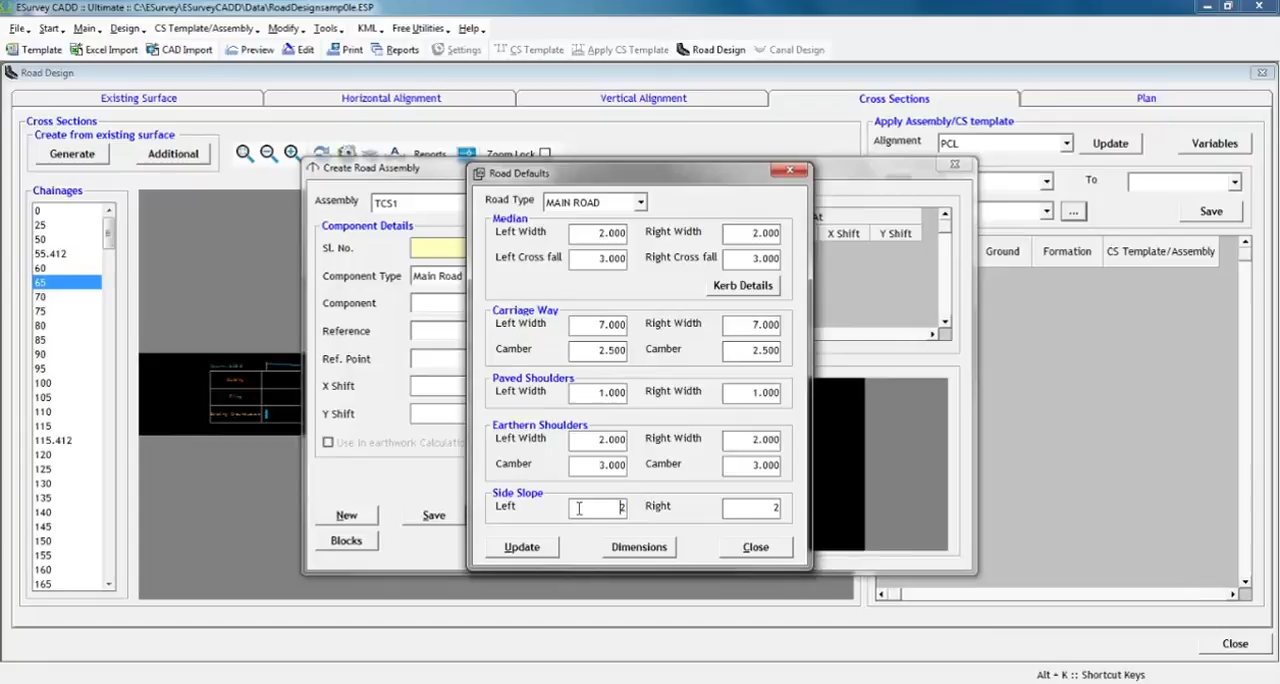 ESurvey CADD :: Ultimate :: C:\ESurvey\ESurveyCADD\Data\RoadDesignsamp0le.ESP
File Start Main Design CS Template/Assembly Modify Tools KML Free Utilities Help
Template Excel Import CAD Import Preview Edit Print Reports Settings CS Template Apply CS Template Road Design Canal Design
Road Design
Existing Surface Horizontal Alignment Vertical Alignment Cross Sections Plan
Cross Sections
Create from existing surface
Generate Additional
Reports Zoom Lock
Chainages
0
25
50
55.412
60
65
70
75
80
85
90
95
100
105
110
115
115.412
120
125
130
135
140
145
150
155
160
165
Create Road Assembly
Assembly TCS1
Component Details
Sl. No.
Component Type Main Road
Component
Reference
Ref. Point
X Shift
Y Shift
Use in earthwork Calculatio
New Save
Blocks
At
X Shift Y Shift
Road Defaults
Road Type MAIN ROAD
Median
Left Width 2.000 Right Width 2.000
Left Cross fall 3.000 Right Cross fall 3.000
Kerb Details
Carriage Way
Left Width 7.000 Right Width 7.000
Camber 2.500 Camber 2.500
Paved Shoulders
Left Width 1.000 Right Width 1.000
Earthern Shoulders
Left Width 2.000 Right Width 2.000
Camber 3.000 Camber 3.000
Side Slope
Left 2 Right 2
Update Dimensions Close
Apply Assembly/CS template
Alignment PCL Update Variables
To
... Save
Ground Formation CS Template/Assembly
Close
Alt + K :: Shortcut Keys